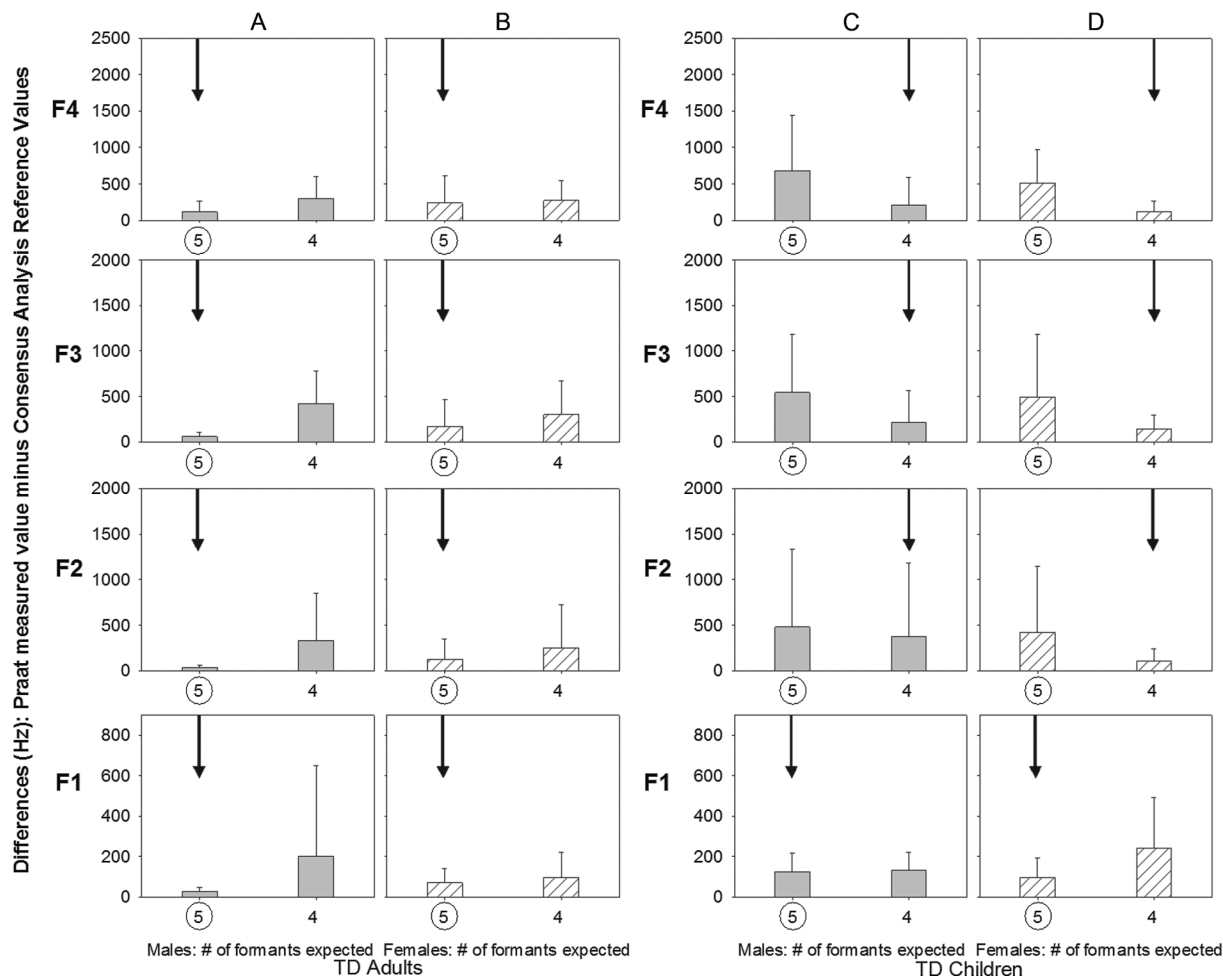 A B C D
Differences (Hz): Praat measured value minus Consensus Analysis Reference Values
F4
2500
2000
1500
1000
500
0
5 4 5 4
F3
2000
1500
1000
500
0
5 4 5 4
F2
2000
1500
1000
500
0
5 4 5 4
F1
800
600
400
200
0
5 4 5 4
Males: # of formants expected Females: # of formants expected
TD Adults
F4
2500
2000
1500
1000
500
0
5 4 5 4
F3
2000
1500
1000
500
0
5 4 5 4
F2
2000
1500
1000
500
0
5 4 5 4
F1
800
600
400
200
0
5 4 5 4
Males: # of formants expected Females: # of formants expected
TD Children